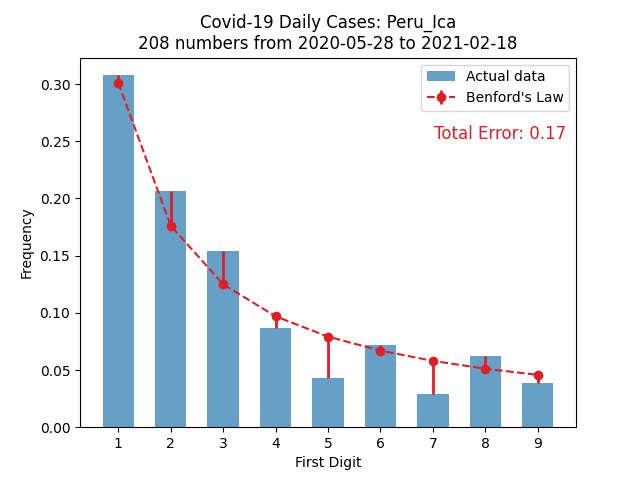 Covid-19 Daily Cases: Peru_Ica
208 numbers from 2020-05-28 to 2021-02-18
Actual data
Benford's Law
Total Error: 0.17
Frequency
0.30
0.25
0.20
0.15
0.10
0.05
0.00
1 2 3 4 5 6 7 8 9
First Digit